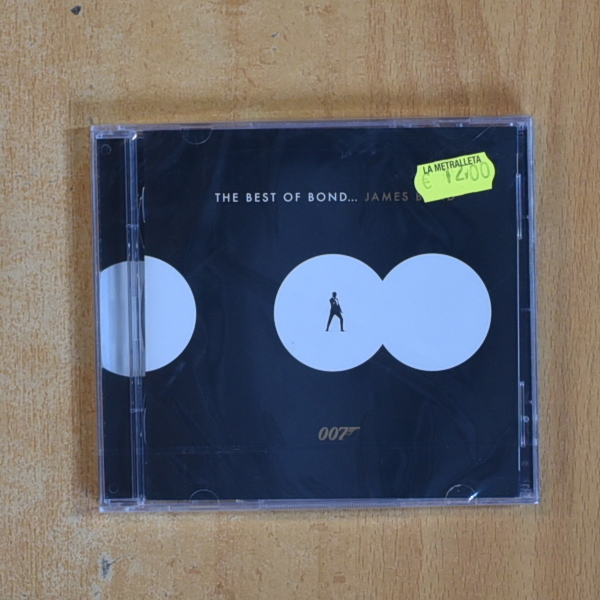 LA METRALLETA
€ 12,00
THE BEST OF BOND... JAMES B D
007